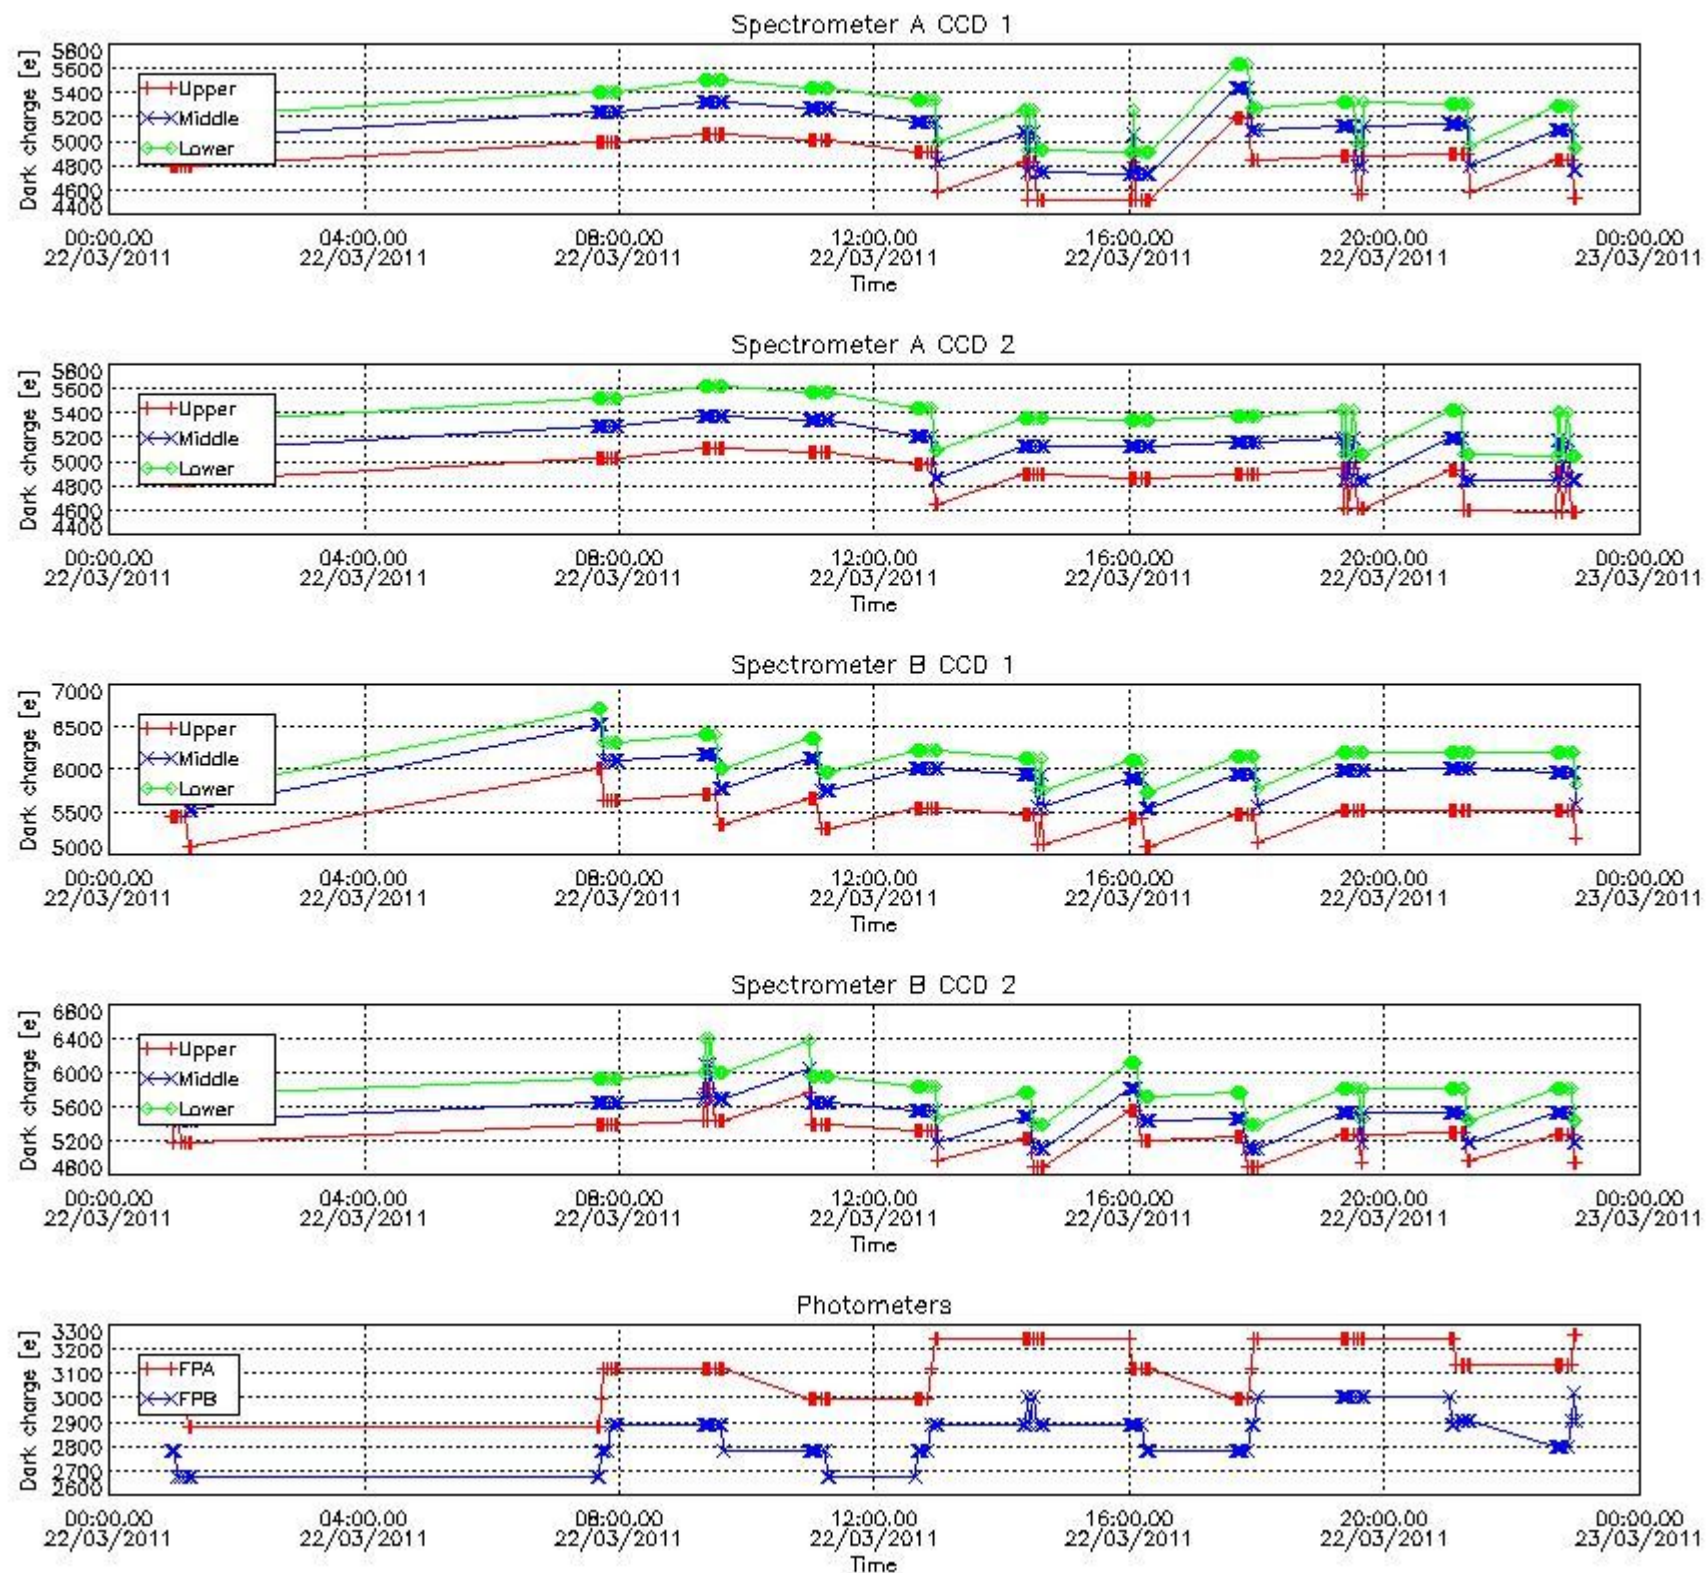 Spectrometer A CCD 1
Dark charge [e]
5800
5600
5400
5200
5000
4800
4600
4400
Upper
Middle
Lower
00:00.00 04:00.00 08:00.00 12:00.00 16:00.00 20:00.00 00:00.00
22/03/2011 22/03/2011 22/03/2011 22/03/2011 22/03/2011 22/03/2011 23/03/2011
Time
Spectrometer A CCD 2
Dark charge [e]
5800
5600
5400
5200
5000
4800
4600
4400
Upper
Middle
Lower
00:00.00 04:00.00 08:00.00 12:00.00 16:00.00 20:00.00 00:00.00
22/03/2011 22/03/2011 22/03/2011 22/03/2011 22/03/2011 22/03/2011 23/03/2011
Time
Spectrometer B CCD 1
Dark charge [e]
7000
6500
6000
5500
5000
Upper
Middle
Lower
00:00.00 04:00.00 08:00.00 12:00.00 16:00.00 20:00.00 00:00.00
22/03/2011 22/03/2011 22/03/2011 22/03/2011 22/03/2011 22/03/2011 23/03/2011
Time
Spectrometer B CCD 2
Dark charge [e]
6800
6400
6000
5600
5200
4800
Upper
Middle
Lower
00:00.00 04:00.00 08:00.00 12:00.00 16:00.00 20:00.00 00:00.00
22/03/2011 22/03/2011 22/03/2011 22/03/2011 22/03/2011 22/03/2011 23/03/2011
Time
Photometers
Dark charge [e]
3300
3200
3100
3000
2900
2800
2700
2600
FPA
FPB
00:00.00 04:00.00 08:00.00 12:00.00 16:00.00 20:00.00 00:00.00
22/03/2011 22/03/2011 22/03/2011 22/03/2011 22/03/2011 22/03/2011 23/03/2011
Time